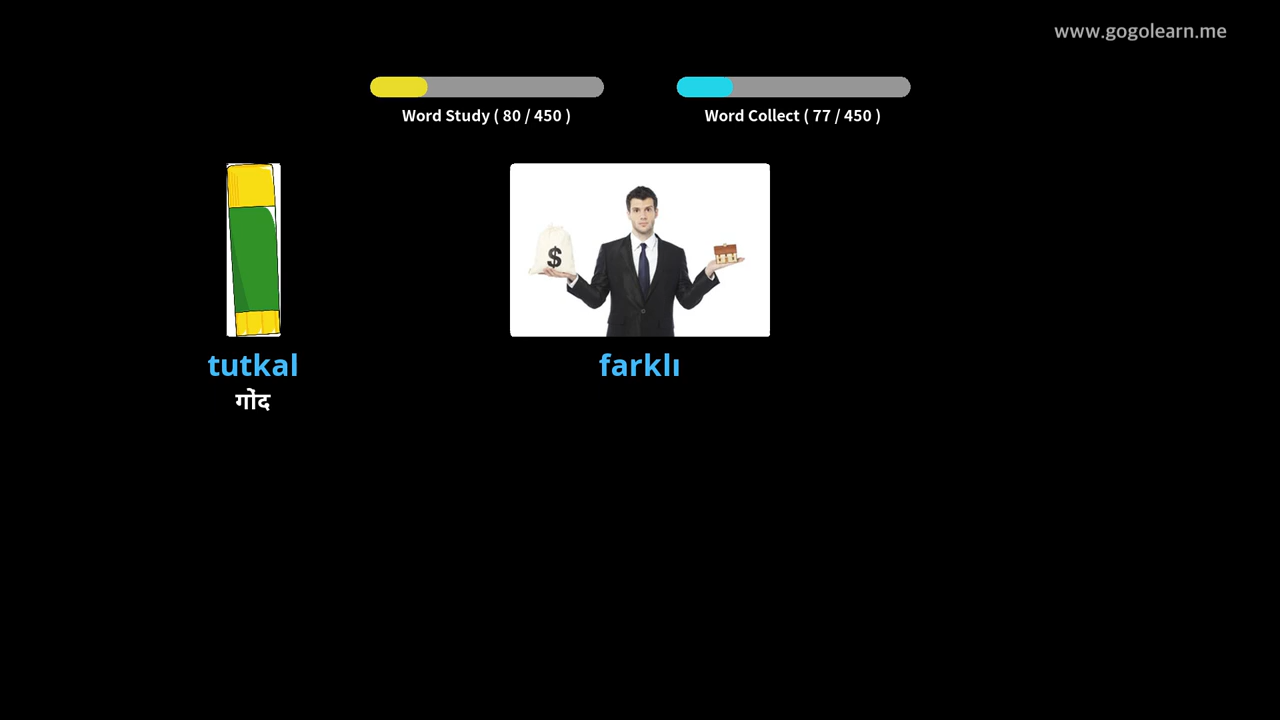 www.gogolearn.me
Word Study ( 80 / 450 )
Word Collect ( 77 / 450 )
$
tutkal
farklı
गोंद